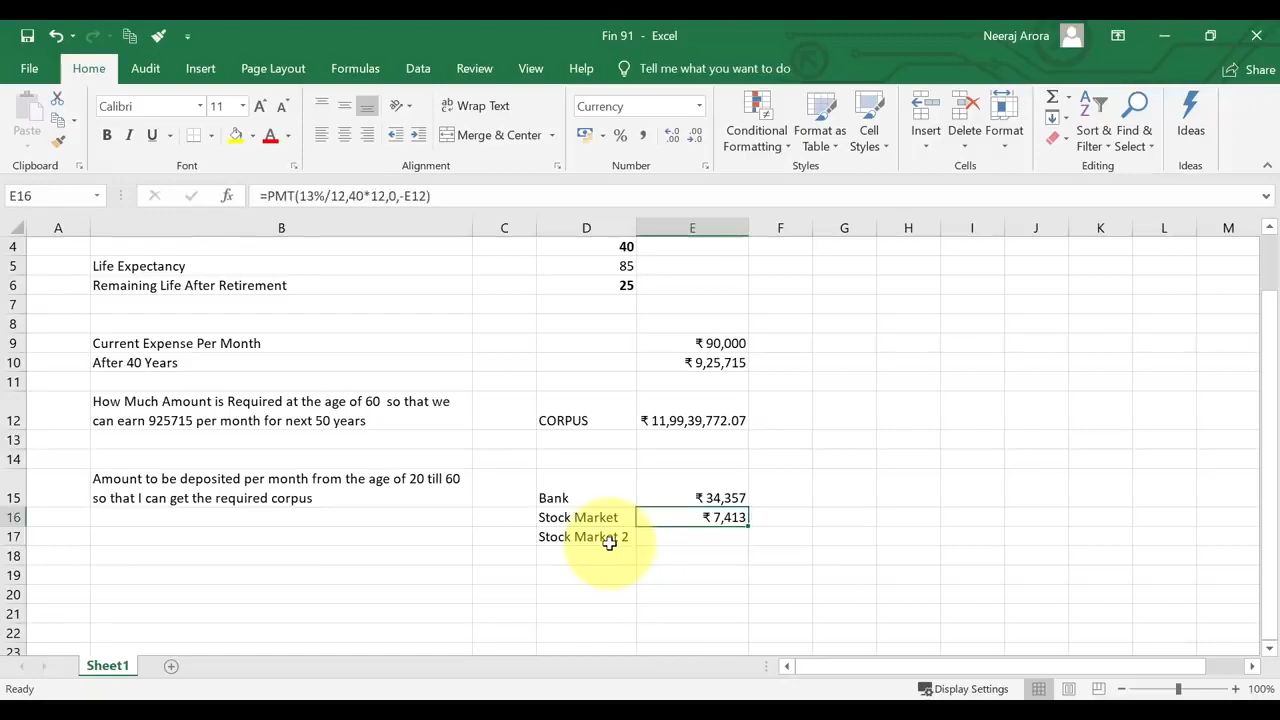 Fin 91 - Excel
Neeraj Arora
File Home Audit Insert Page Layout Formulas Data Review View Help Tell me what you want to do Share
Paste
Clipboard
Calibri 11
B I U
Font
Wrap Text
Merge & Center
Alignment
Currency
Number
Conditional Formatting
Format as Table
Cell Styles
Styles
Insert Delete Format
Cells
Sort & Filter
Find & Select
Editing
Ideas
Ideas
E16 fx =PMT(13%/12,40*12,0,-E12)
A B C D E F G H I J K L M
4 40
5 Life Expectancy 85
6 Remaining Life After Retirement 25
7
8
9 Current Expense Per Month ₹ 90,000
10 After 40 Years ₹ 9,25,715
11
How Much Amount is Required at the age of 60 so that we
12 can earn 925715 per month for next 50 years CORPUS ₹ 11,99,39,772.07
13
14
Amount to be deposited per month from the age of 20 till 60
15 so that I can get the required corpus Bank ₹ 34,357
16 Stock Market ₹ 7,413
17 Stock Market 2
18
19
20
21
22
23
Sheet1
Ready Display Settings 100%